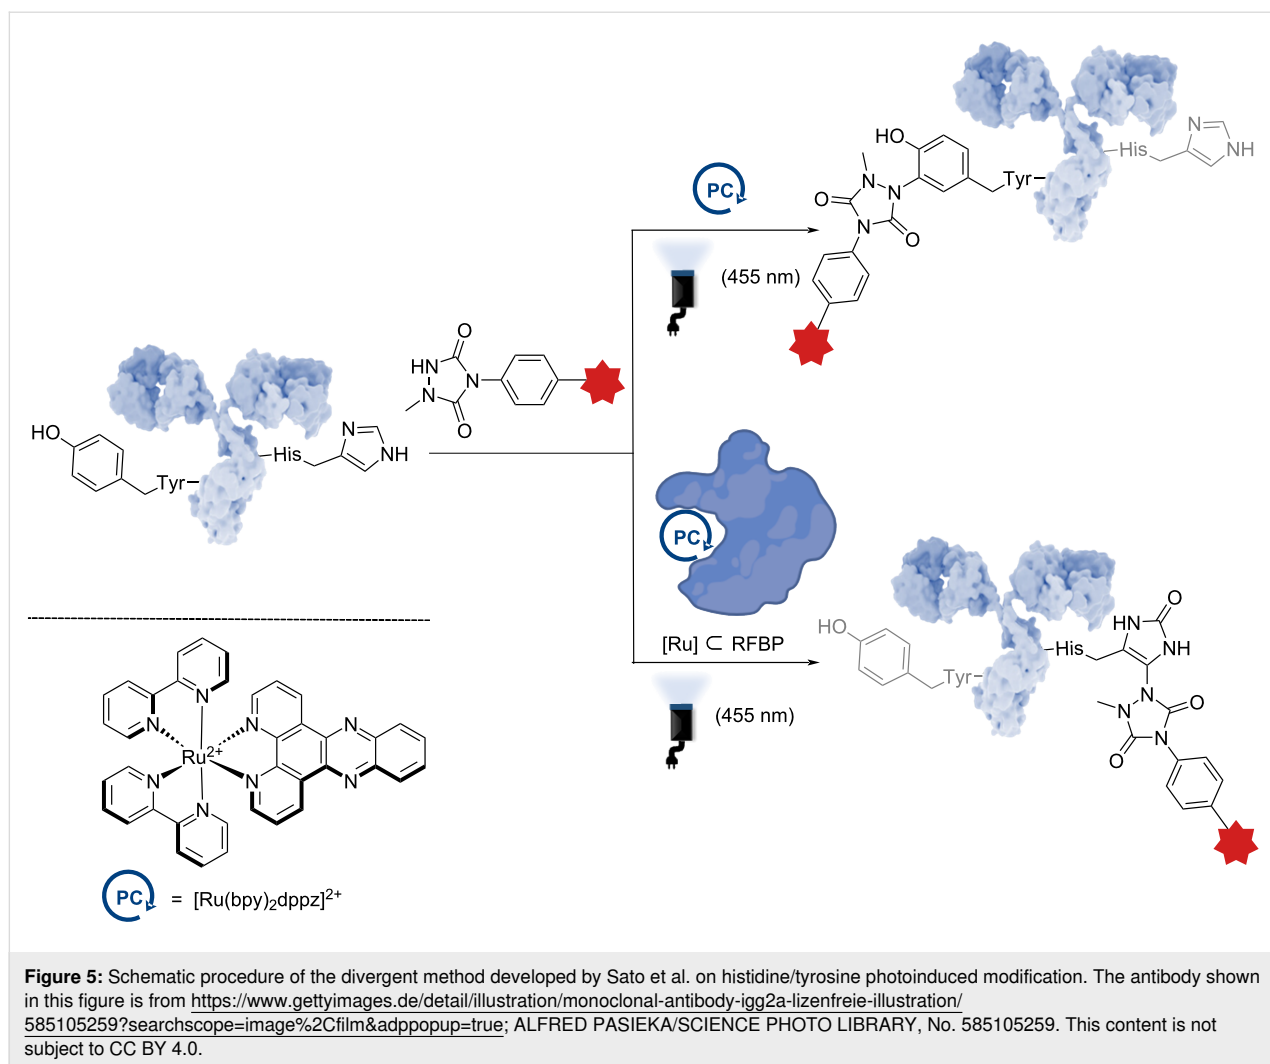 HO
Tyr
His
N
NH
HN
N
N
O
O
PC
(455 nm)
HO
N
N
N
O
O
Tyr
His
N
NH
PC
[Ru] ⊂ RFBP
(455 nm)
HO
Tyr
His
HN
NH
O
N
N
N
O
O
N
N
N
N
Ru2+
N
N
N
N
PC = [Ru(bpy)2dppz]2+
Figure 5: Schematic procedure of the divergent method developed by Sato et al. on histidine/tyrosine photoinduced modification. The antibody shown
in this figure is from https://www.gettyimages.de/detail/illustration/monoclonal-antibody-igg2a-lizenfreie-illustration/
585105259?searchscope=image%2Cfilm&adppopup=true; ALFRED PASIEKA/SCIENCE PHOTO LIBRARY, No. 585105259. This content is not
subject to CC BY 4.0.